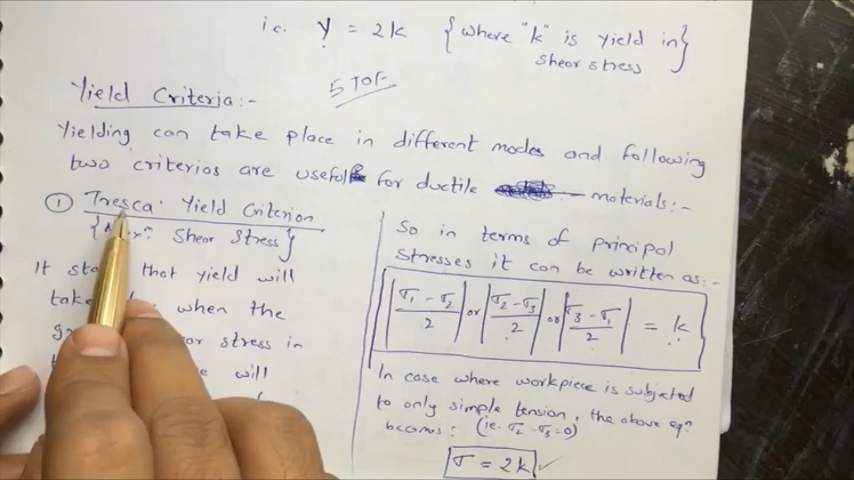 i.e. Y = 2k {where "k" is yield in}
shear stress
Yield Criteria:-
Yielding can take place in different modes and following
two criterias are useful for ductile materials:-
① Tresca' Yield Criterion
Shear Stress}
It that yield will
when the
stress in
will
So in terms of principal
stresses it can be written as:-
|σ1 - σ2 / 2| or |σ2 - σ3 / 2| or |σ3 - σ1 / 2| = k
In case where workpiece is subjected
to only simple tension, the above eqn
becomes: (ie. σ2 = σ3 = 0)
σ = 2k ✓